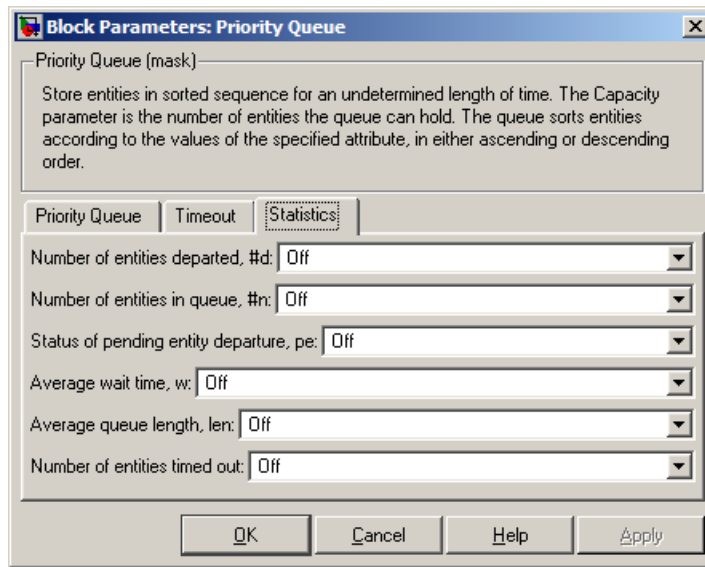 Block Parameters: Priority Queue
Priority Queue (mask)
Store entities in sorted sequence for an undetermined length of time. The Capacity
parameter is the number of entities the queue can hold. The queue sorts entities
according to the values of the specified attribute, in either ascending or descending
order.
Priority Queue Timeout Statistics
Number of entities departed, #d: Off
Number of entities in queue, #n: Off
Status of pending entity departure, pe: Off
Average wait time, w: Off
Average queue length, len: Off
Number of entities timed out: Off
OK Cancel Help Apply